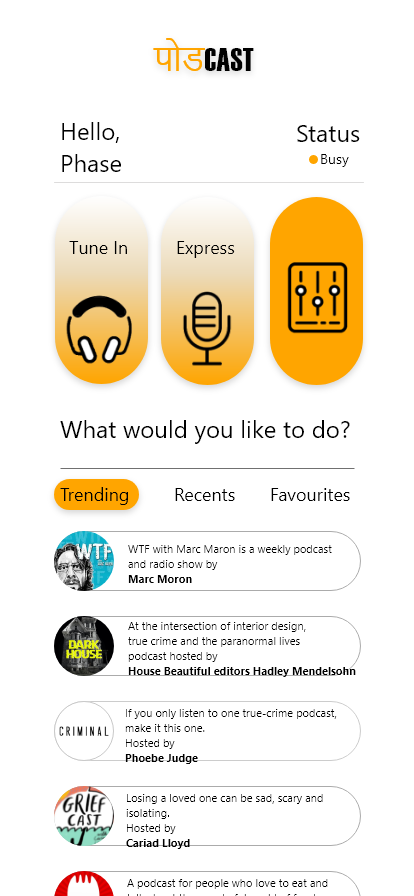 पोडCAST
Hello,
Phase
Status
Busy
Tune In
Express
What would you like to do?
Trending
Recents
Favourites
WTF
WTF with Marc Maron is a weekly podcast
and radio show by
Marc Moron
DARK
HOUSE
At the intersection of interior design,
true crime and the paranormal lives
podcast hosted by
House Beautiful editors Hadley Mendelsohn
CRIMINAL
If you only listen to one true-crime podcast,
make it this one.
Hosted by
Phoebe Judge
GRIEF
CAST
Losing a loved one can be sad, scary and
isolating.
Hosted by
Cariad Lloyd
A podcast for people who love to eat and